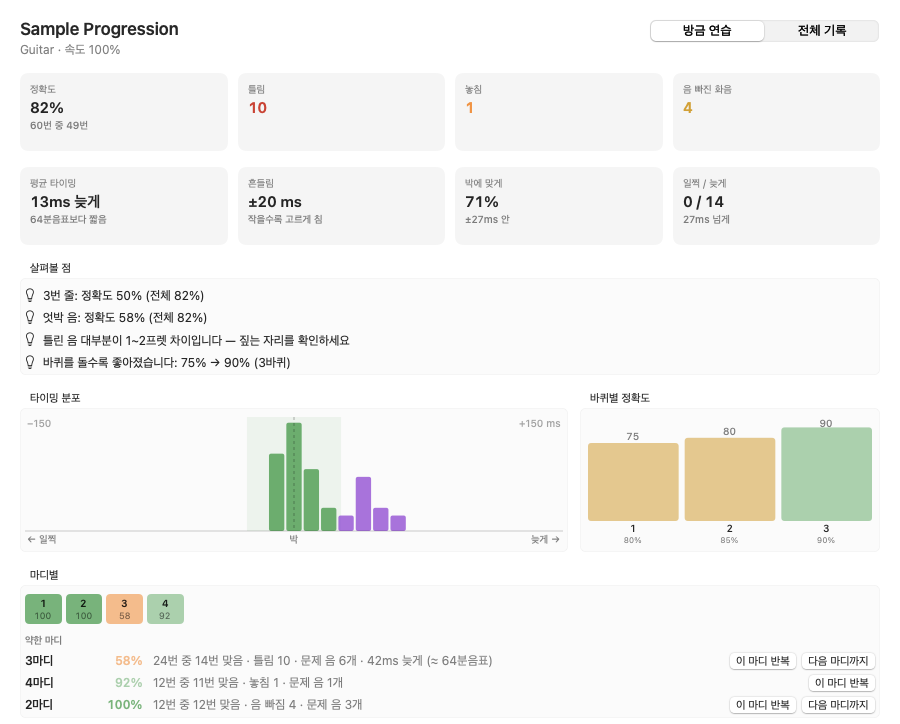 Sample Progression
방금 연습 전체 기록
Guitar · 속도 100%
정확도
82%
60번 중 49번
틀림
10
놓침
1
음 빠진 화음
4
평균 타이밍
13ms 늦게
64분음표보다 짧음
흔들림
±20 ms
작을수록 고르게 침
박에 맞게
71%
±27ms 안
일찍 / 늦게
0 / 14
27ms 넘게
살펴볼 점
3번 줄: 정확도 50% (전체 82%)
엇박 음: 정확도 58% (전체 82%)
틀린 음 대부분이 1~2프렛 차이입니다 — 짚는 자리를 확인하세요
바퀴를 돌수록 좋아졌습니다: 75% → 90% (3바퀴)
타이밍 분포
−150 +150 ms
← 일찍 박 늦게 →
바퀴별 정확도
75 80 90
1 2 3
80% 85% 90%
마디별
1 2 3 4
100 100 58 92
약한 마디
3마디 58% 24번 중 14번 맞음 · 틀림 10 · 문제 음 6개 · 42ms 늦게 (≈ 64분음표) 이 마디 반복 다음 마디까지
4마디 92% 12번 중 11번 맞음 · 놓침 1 · 문제 음 1개 이 마디 반복
2마디 100% 12번 중 12번 맞음 · 음 빠짐 4 · 문제 음 3개 이 마디 반복 다음 마디까지